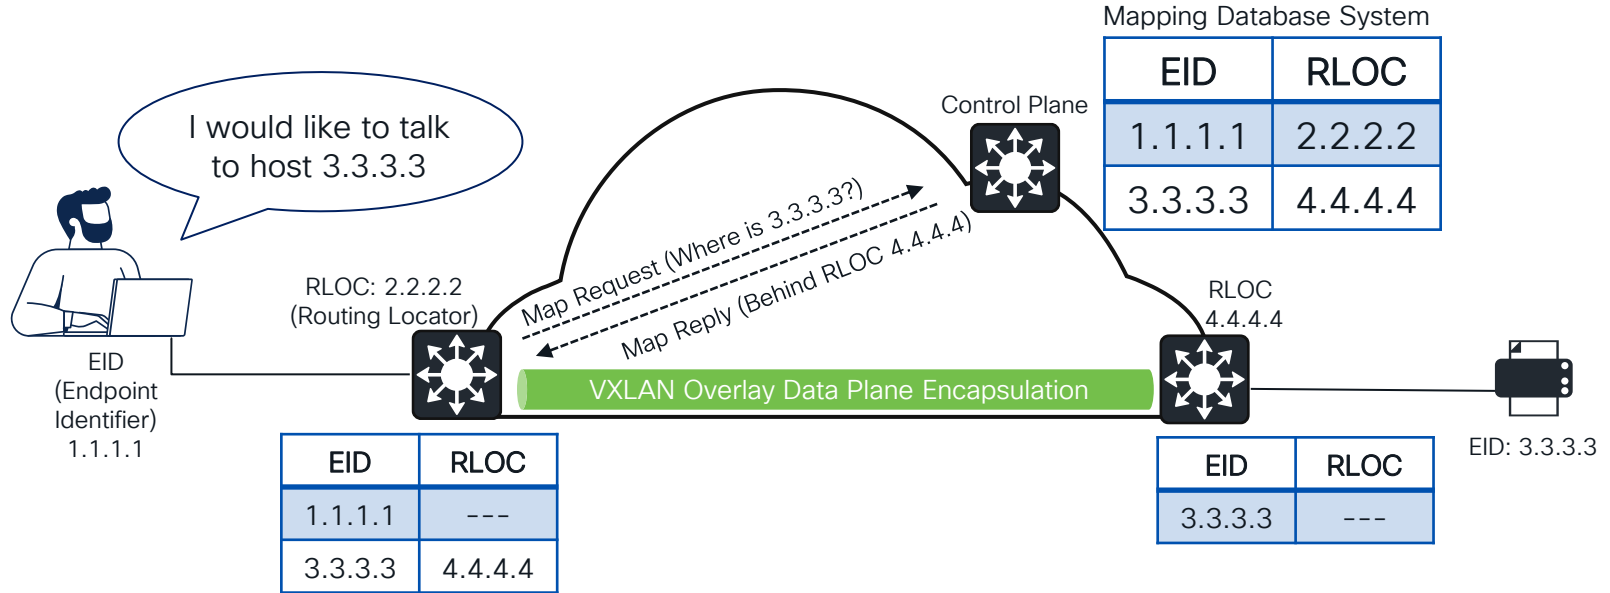 Mapping Database System
EID RLOC
1.1.1.1 2.2.2.2
3.3.3.3 4.4.4.4
Control Plane
I would like to talk
to host 3.3.3.3
Map Request (Where is 3.3.3.3?)
Map Reply (Behind RLOC 4.4.4.4)
RLOC: 2.2.2.2
(Routing Locator)
RLOC
4.4.4.4
VXLAN Overlay Data Plane Encapsulation
EID
(Endpoint
Identifier)
1.1.1.1
EID: 3.3.3.3
EID RLOC
1.1.1.1 ---
3.3.3.3 4.4.4.4
EID RLOC
3.3.3.3 ---